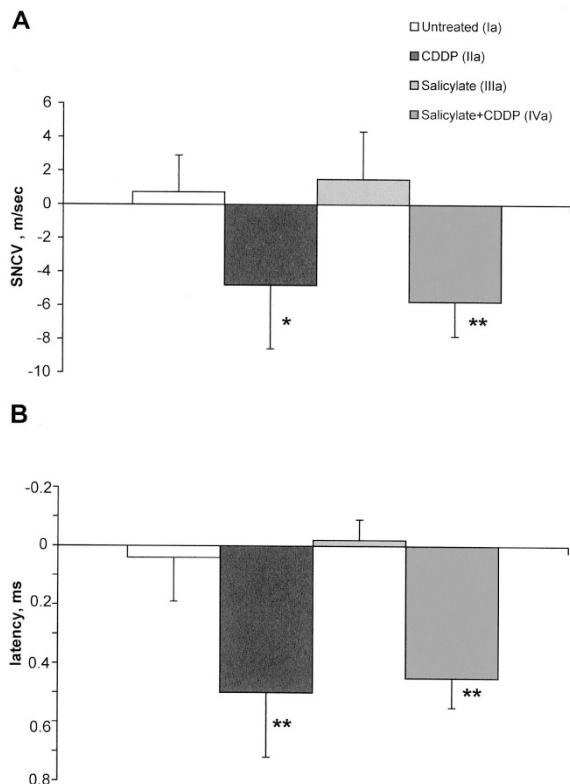 A
Untreated (Ia)
CDDP (IIa)
Salicylate (IIIa)
Salicylate+CDDP (IVa)
6
4
2
0
-2
-4
-6
-8
-10
SNCV , m/sec
*
**
B
-0.2
0
0.2
0.4
0.6
0.8
latency, ms
**
**